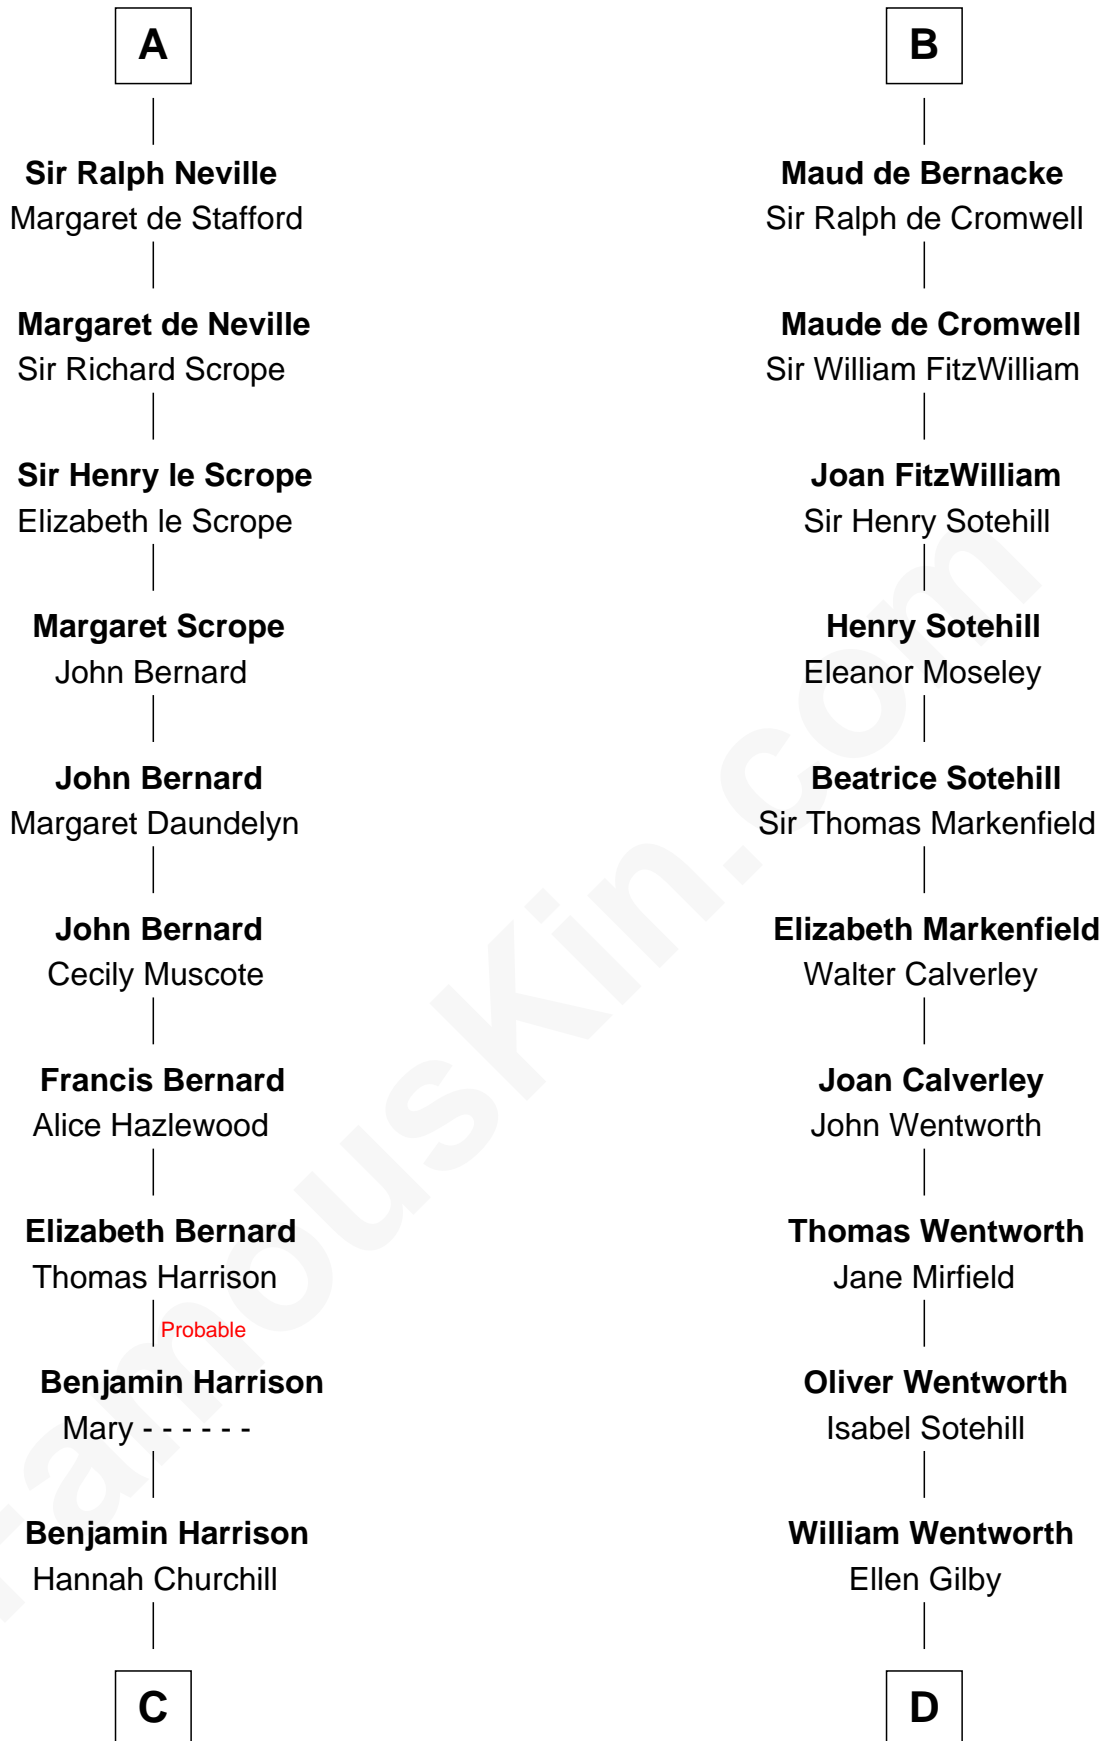 A
Sir Ralph Neville
Margaret de Stafford
Margaret de Neville
Sir Richard Scrope
Sir Henry le Scrope
Elizabeth le Scrope
Margaret Scrope
John Bernard
John Bernard
Margaret Daundelyn
John Bernard
Cecily Muscote
Francis Bernard
Alice Hazlewood
Elizabeth Bernard
Thomas Harrison
Probable
Benjamin Harrison
Mary - - - - - -
Benjamin Harrison
Hannah Churchill
C
B
Maud de Bernacke
Sir Ralph de Cromwell
Maude de Cromwell
Sir William FitzWilliam
Joan FitzWilliam
Sir Henry Sotehill
Henry Sotehill
Eleanor Moseley
Beatrice Sotehill
Sir Thomas Markenfield
Elizabeth Markenfield
Walter Calverley
Joan Calverley
John Wentworth
Thomas Wentworth
Jane Mirfield
Oliver Wentworth
Isabel Sotehill
William Wentworth
Ellen Gilby
D
FamousKin.com